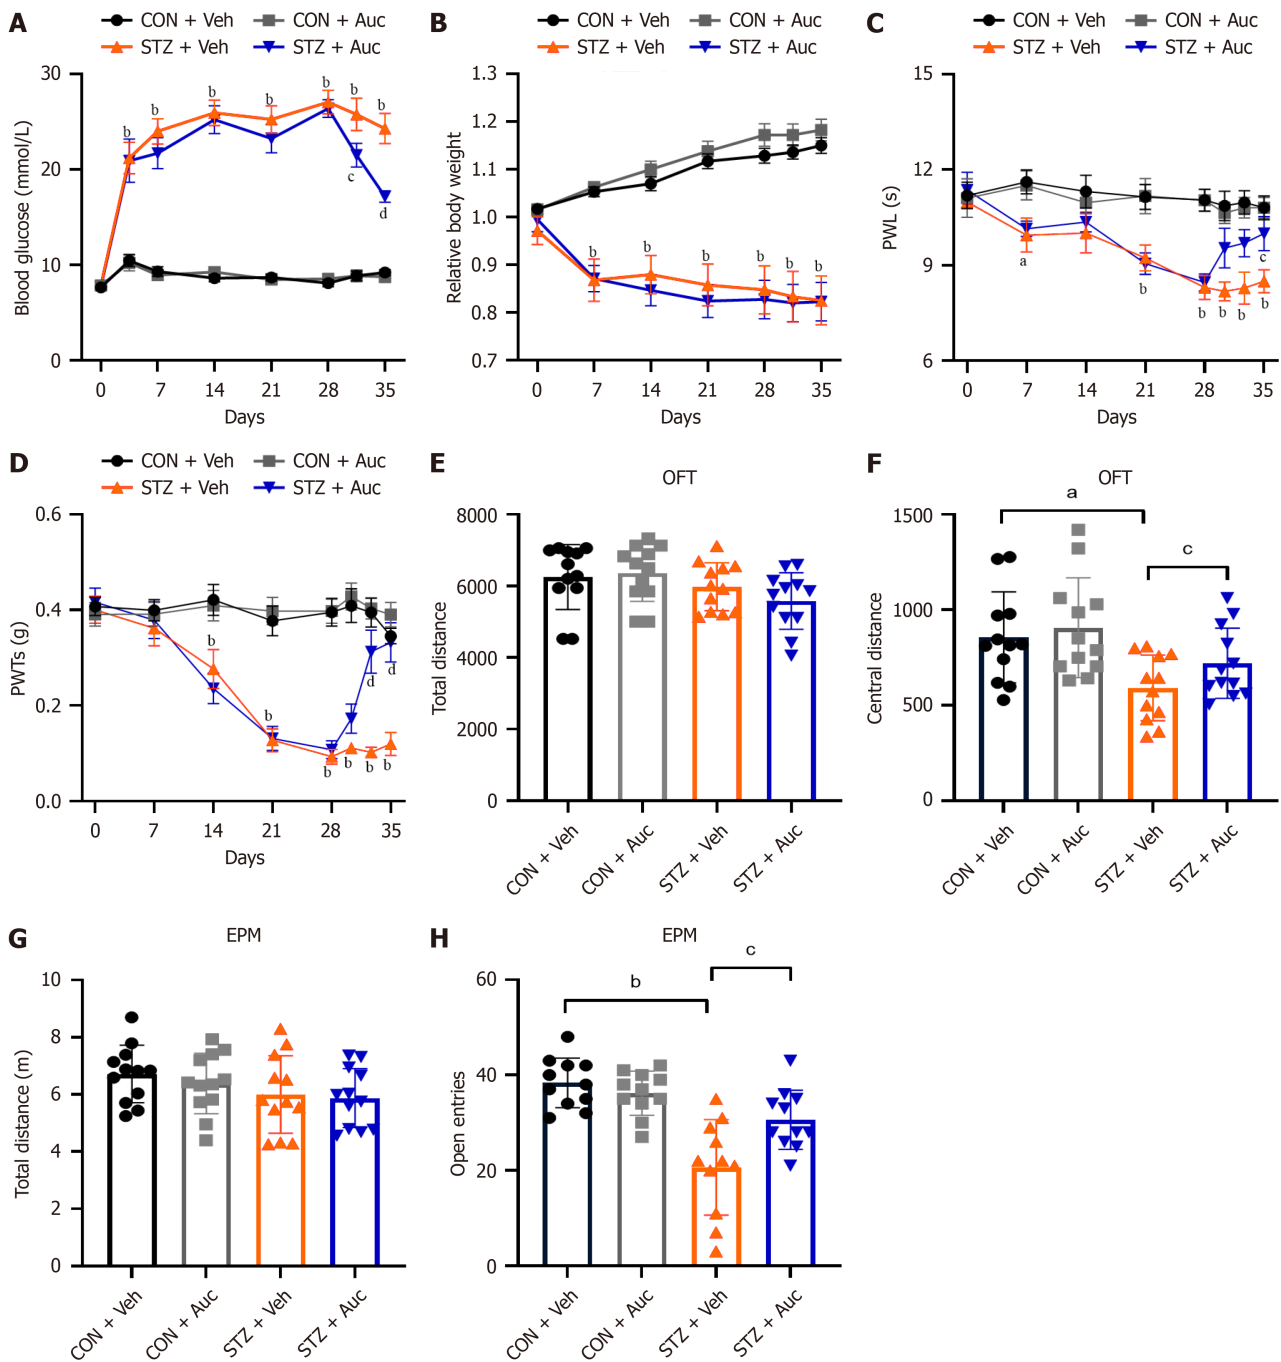 A
CON + Veh
CON + Auc
STZ + Veh
STZ + Auc
Blood glucose (mmol/L)
30
20
10
0
b b b b b b b
c
d
0 7 14 21 28 35
Days
B
CON + Veh
CON + Auc
STZ + Veh
STZ + Auc
Relative body weight
1.3
1.2
1.1
1.0
0.9
0.8
0.7
b b b b b b
0 7 14 21 28 35
Days
C
CON + Veh
CON + Auc
STZ + Veh
STZ + Auc
PWL (s)
15
12
9
6
a
b
b b b b
c
0 7 14 21 28 35
Days
D
CON + Veh
CON + Auc
STZ + Veh
STZ + Auc
PWTs (g)
0.6
0.4
0.2
0.0
b
b
b b b b
d d
0 7 14 21 28 35
Days
E
OFT
Total distance
8000
6000
4000
2000
0
CON + Veh
CON + Auc
STZ + Veh
STZ + Auc
F
OFT
a
c
Central distance
1500
1000
500
0
CON + Veh
CON + Auc
STZ + Veh
STZ + Auc
G
EPM
Total distance (m)
10
8
6
4
2
0
CON + Veh
CON + Auc
STZ + Veh
STZ + Auc
H
EPM
b
c
Open entries
60
40
20
0
CON + Veh
CON + Auc
STZ + Veh
STZ + Auc